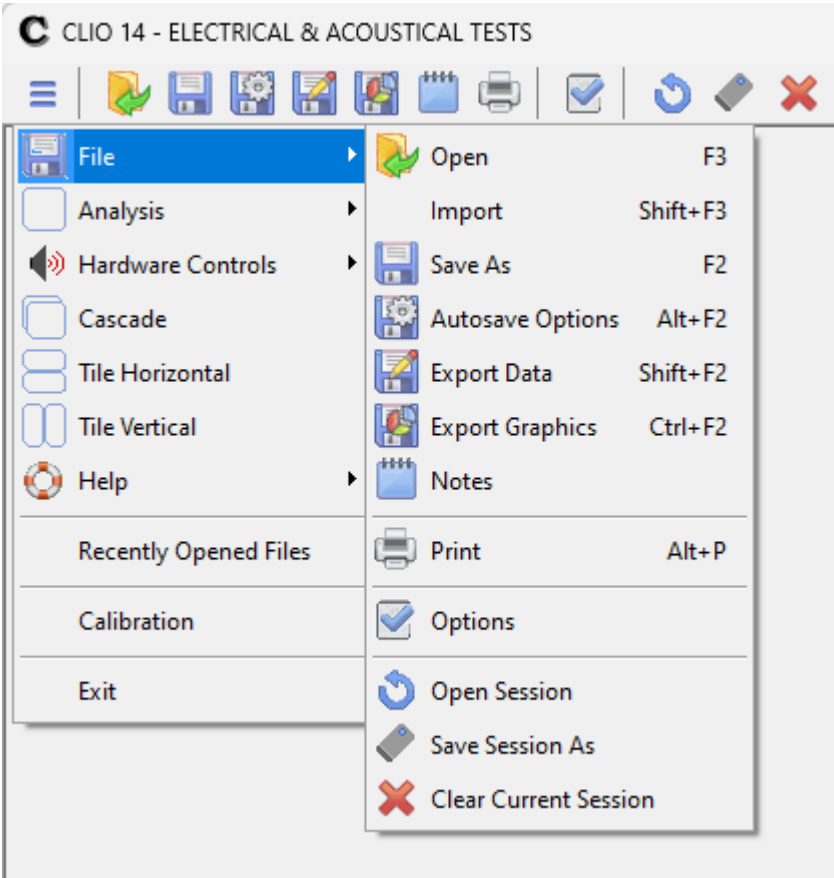 CLIO 14 - ELECTRICAL & ACOUSTICAL TESTS
File
Analysis
Hardware Controls
Cascade
Tile Horizontal
Tile Vertical
Help
Recently Opened Files
Calibration
Exit
Open F3
Import Shift+F3
Save As F2
Autosave Options Alt+F2
Export Data Shift+F2
Export Graphics Ctrl+F2
Notes
Print Alt+P
Options
Open Session
Save Session As
Clear Current Session